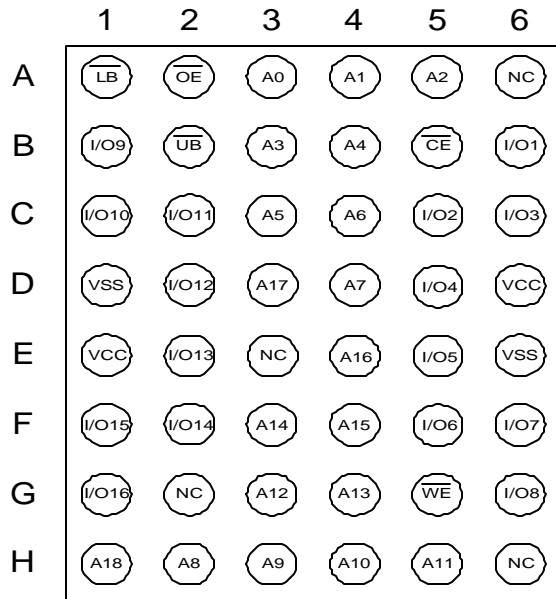 1 2 3 4 5 6
A LB OE A0 A1 A2 NC
B I/O9 UB A3 A4 CE I/O1
C I/O10 I/O11 A5 A6 I/O2 I/O3
D VSS I/O12 A17 A7 I/O4 VCC
E VCC I/O13 NC A16 I/O5 VSS
F I/O15 I/O14 A14 A15 I/O6 I/O7
G I/O16 NC A12 A13 WE I/O8
H A18 A8 A9 A10 A11 NC